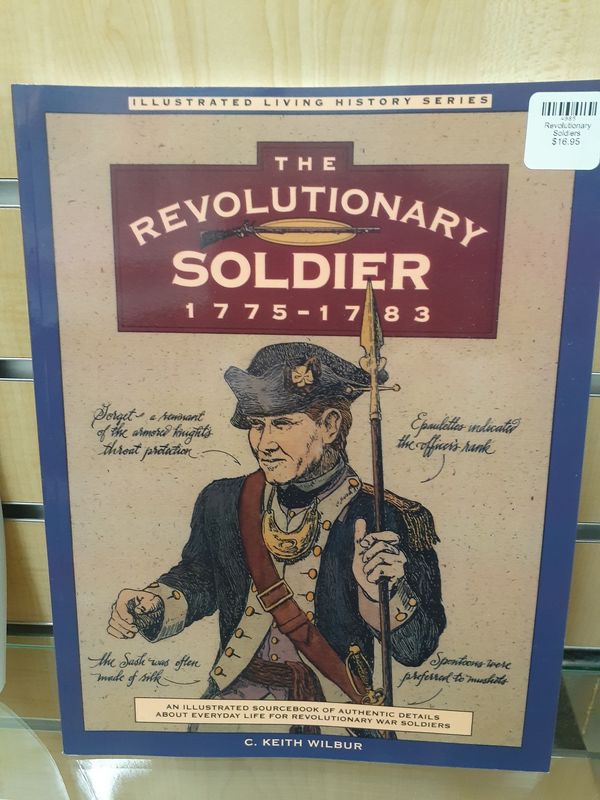 ILLUSTRATED LIVING HISTORY SERIES
4985
Revolutionary
Soldiers
$16.95
THE
REVOLUTIONARY
SOLDIER
1775-1783
Gorget - a remnant
of the armored knight's
throat protection
Epaulettes indicated
the officer's rank
the Sash was often
made of silk
Spontoons were
preferred to muskets
AN ILLUSTRATED SOURCEBOOK OF AUTHENTIC DETAILS
ABOUT EVERYDAY LIFE FOR REVOLUTIONARY WAR SOLDIERS
C. KEITH WILBUR